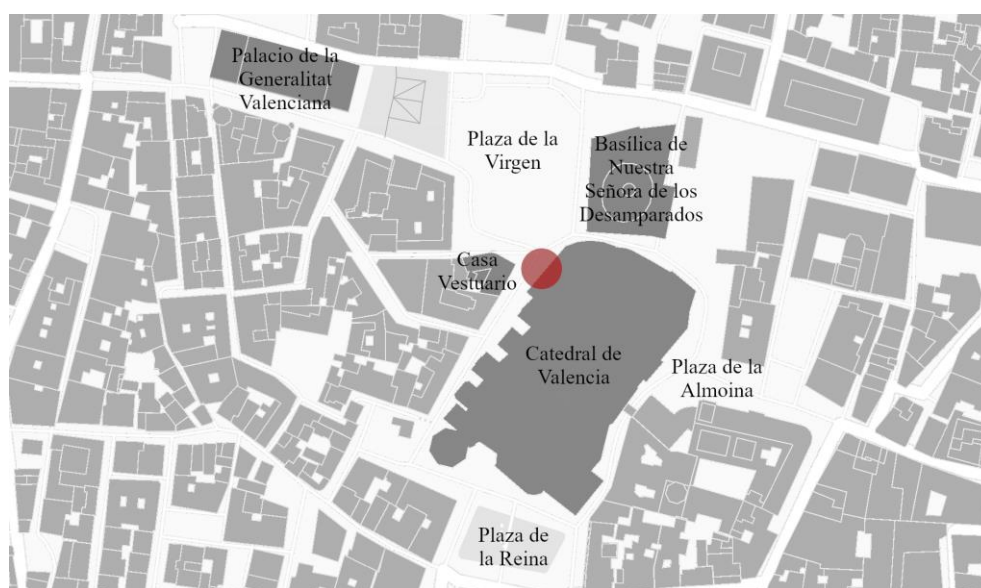 Palacio de la
Generalitat
Valenciana
Plaza de la
Virgen
Basílica de
Nuestra
Señora de los
Desamparados
Casa
Vestuario
Catedral de
Valencia
Plaza de la
Almoina
Plaza de
la Reina